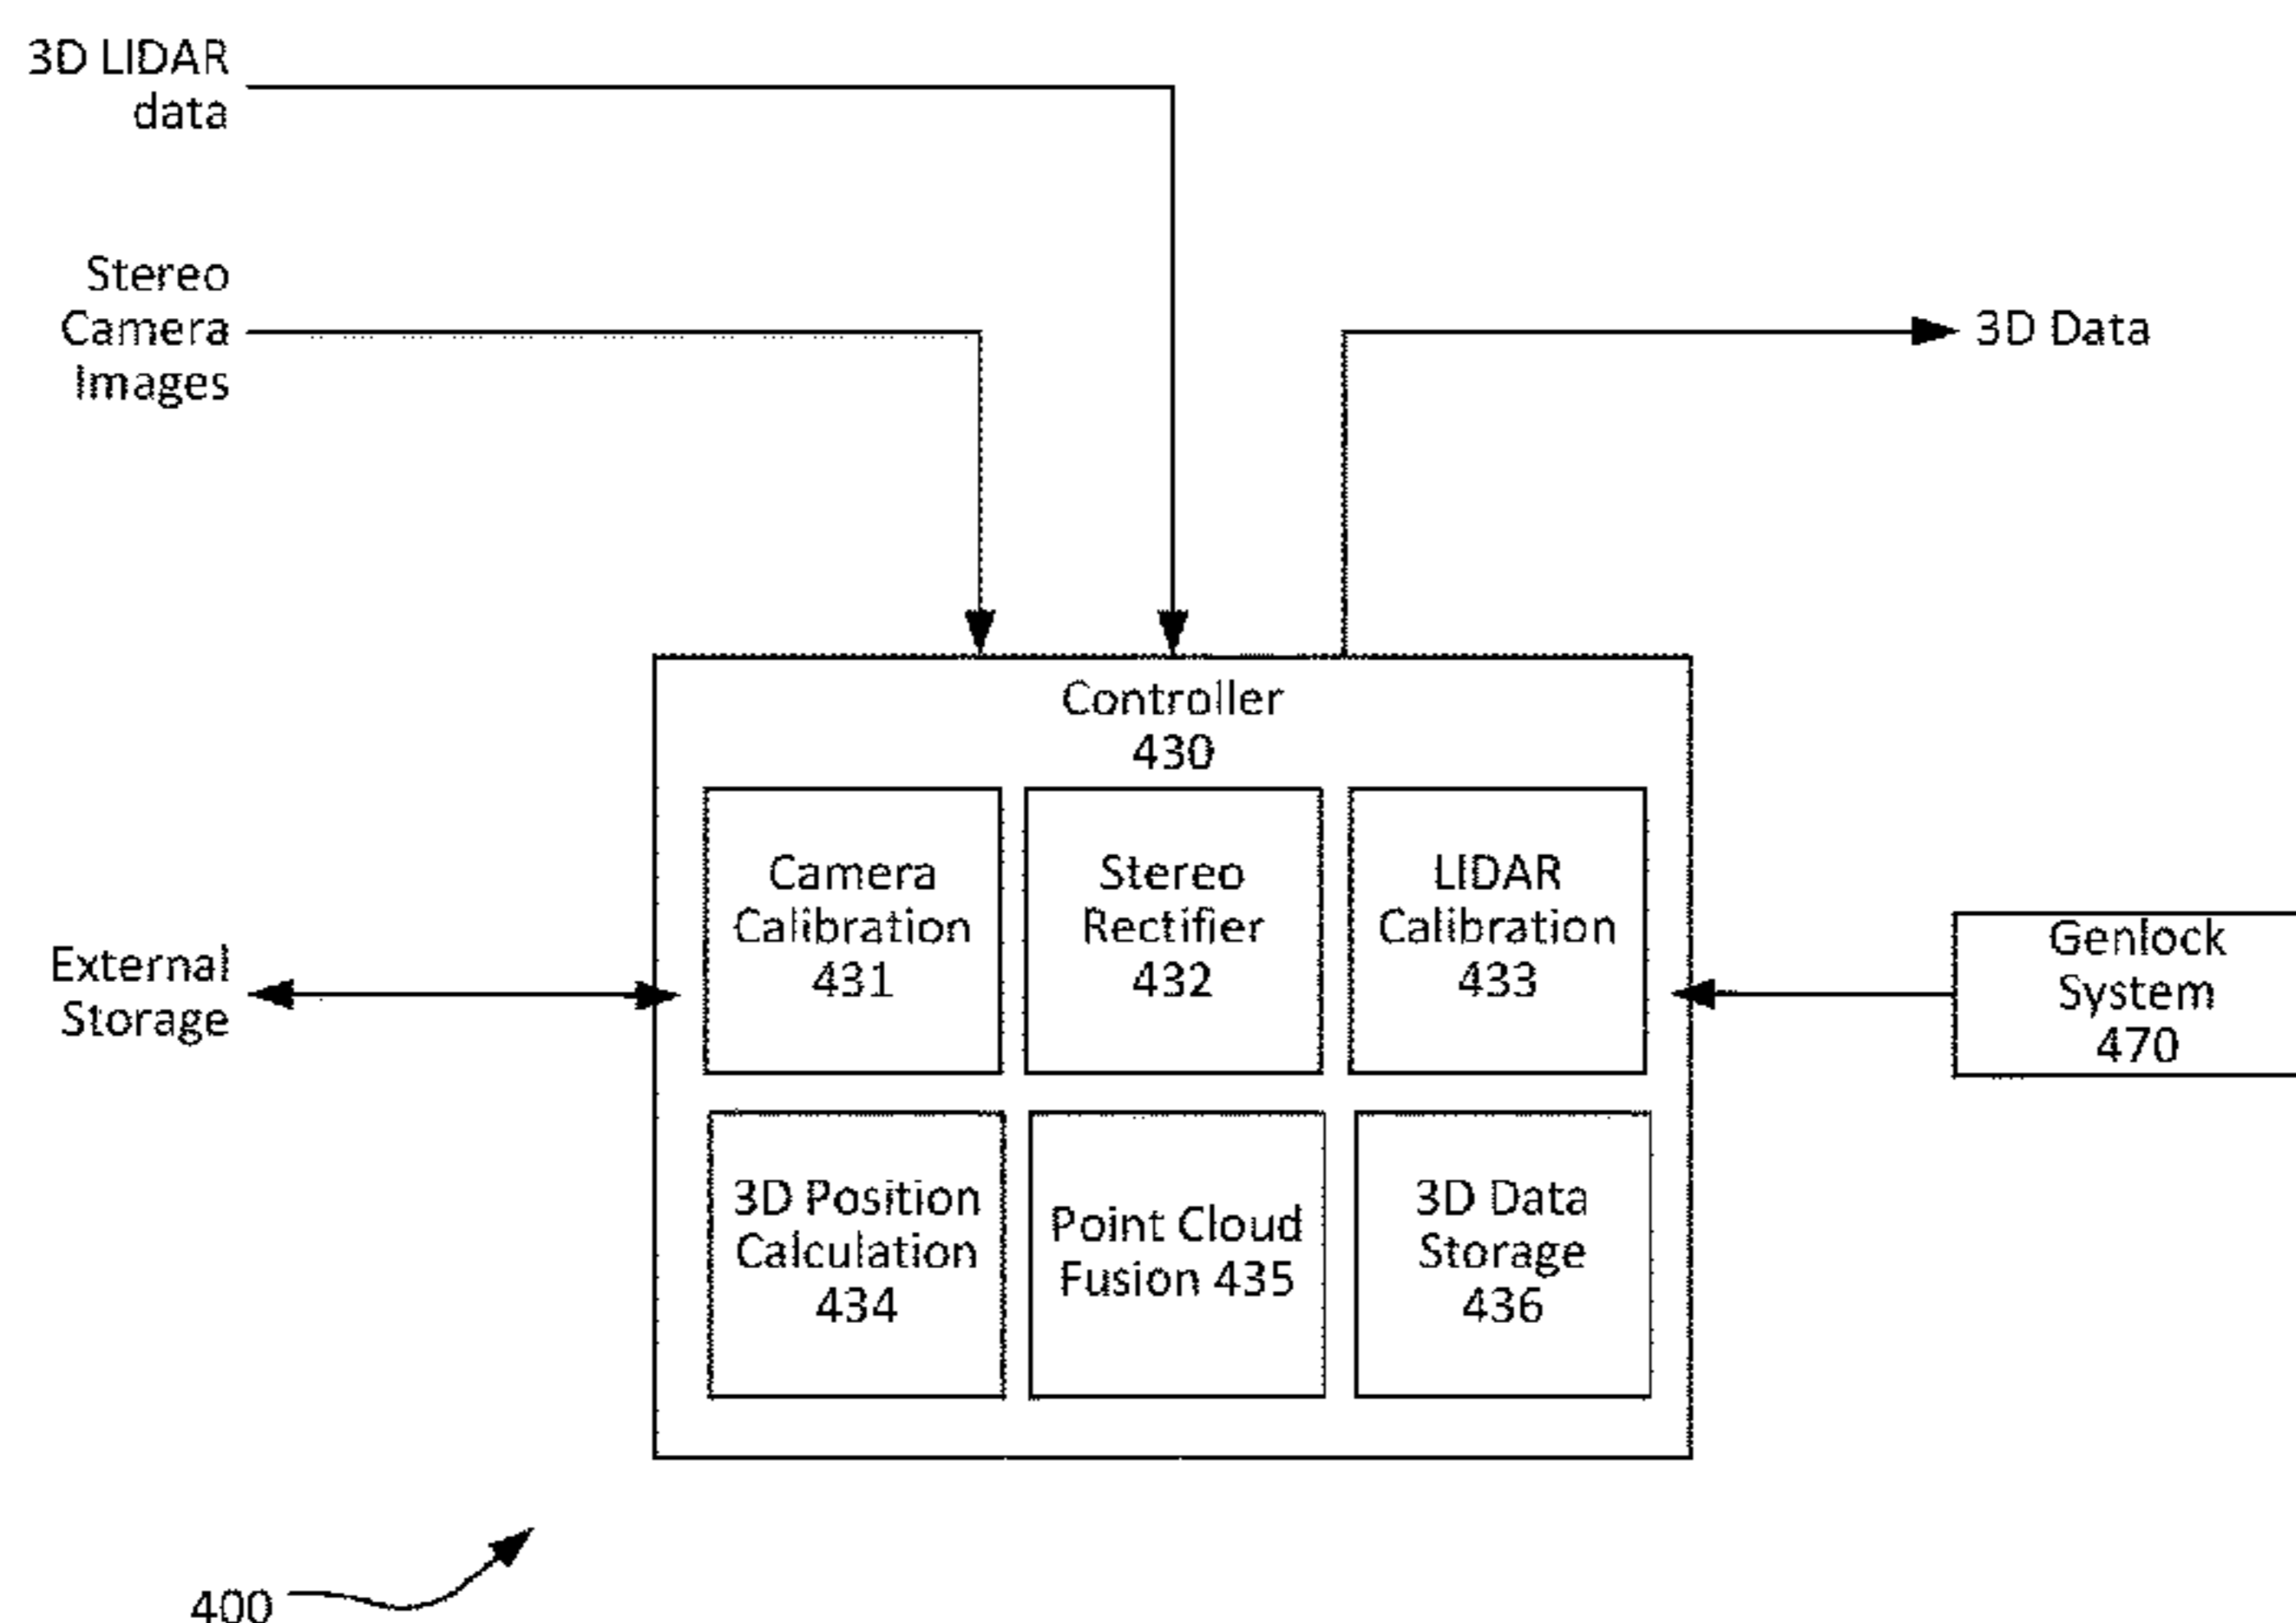 3D LIDAR
data
Stereo
Camera
Images
3D Data
Controller
430
Camera
Calibration
431
Stereo
Rectifier
432
LIDAR
Calibration
433
External
Storage
Genlock
System
470
3D Position
Calculation
434
Point Cloud
Fusion 435
3D Data
Storage
436
400